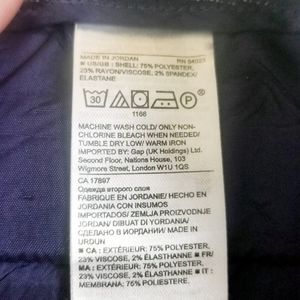 MADE IN JORDAN RN 54023
■ US/GB : SHELL: 75% POLYESTER,
23% RAYON/VISCOSE, 2% SPANDEX/
ELASTANE
30 P
1166
MACHINE WASH COLD/ ONLY NON-
CHLORINE BLEACH WHEN NEEDED/
TUMBLE DRY LOW/ WARM IRON
IMPORTED BY: Gap (UK Holdings) Ltd.
Second Floor, Nations House, 103
Wigmore Street, London W1U 1QS
CA 17897
Одежда второго слоя
FABRIQUÉ EN JORDANIE/ HECHO EN
JORDANIA CON INSUMOS
IMPORTADOS/ ZEMLJA PROIZVODNJE
JORDAN/ DIBUAT DI YORDANIA/
СДЕЛАНО В ИОРДАНИИ/ MADE IN
URDUN
■ CA : EXTÉRIEUR: 75% POLYESTER,
23% VISCOSE, 2% ÉLASTHANNE ■ FR/
MA : EXTÉRIEUR: 75% POLYESTER,
23% VISCOSE, 2% ÉLASTHANNE ■ IT :
MEMBRANA: 75% POLIESTERE,